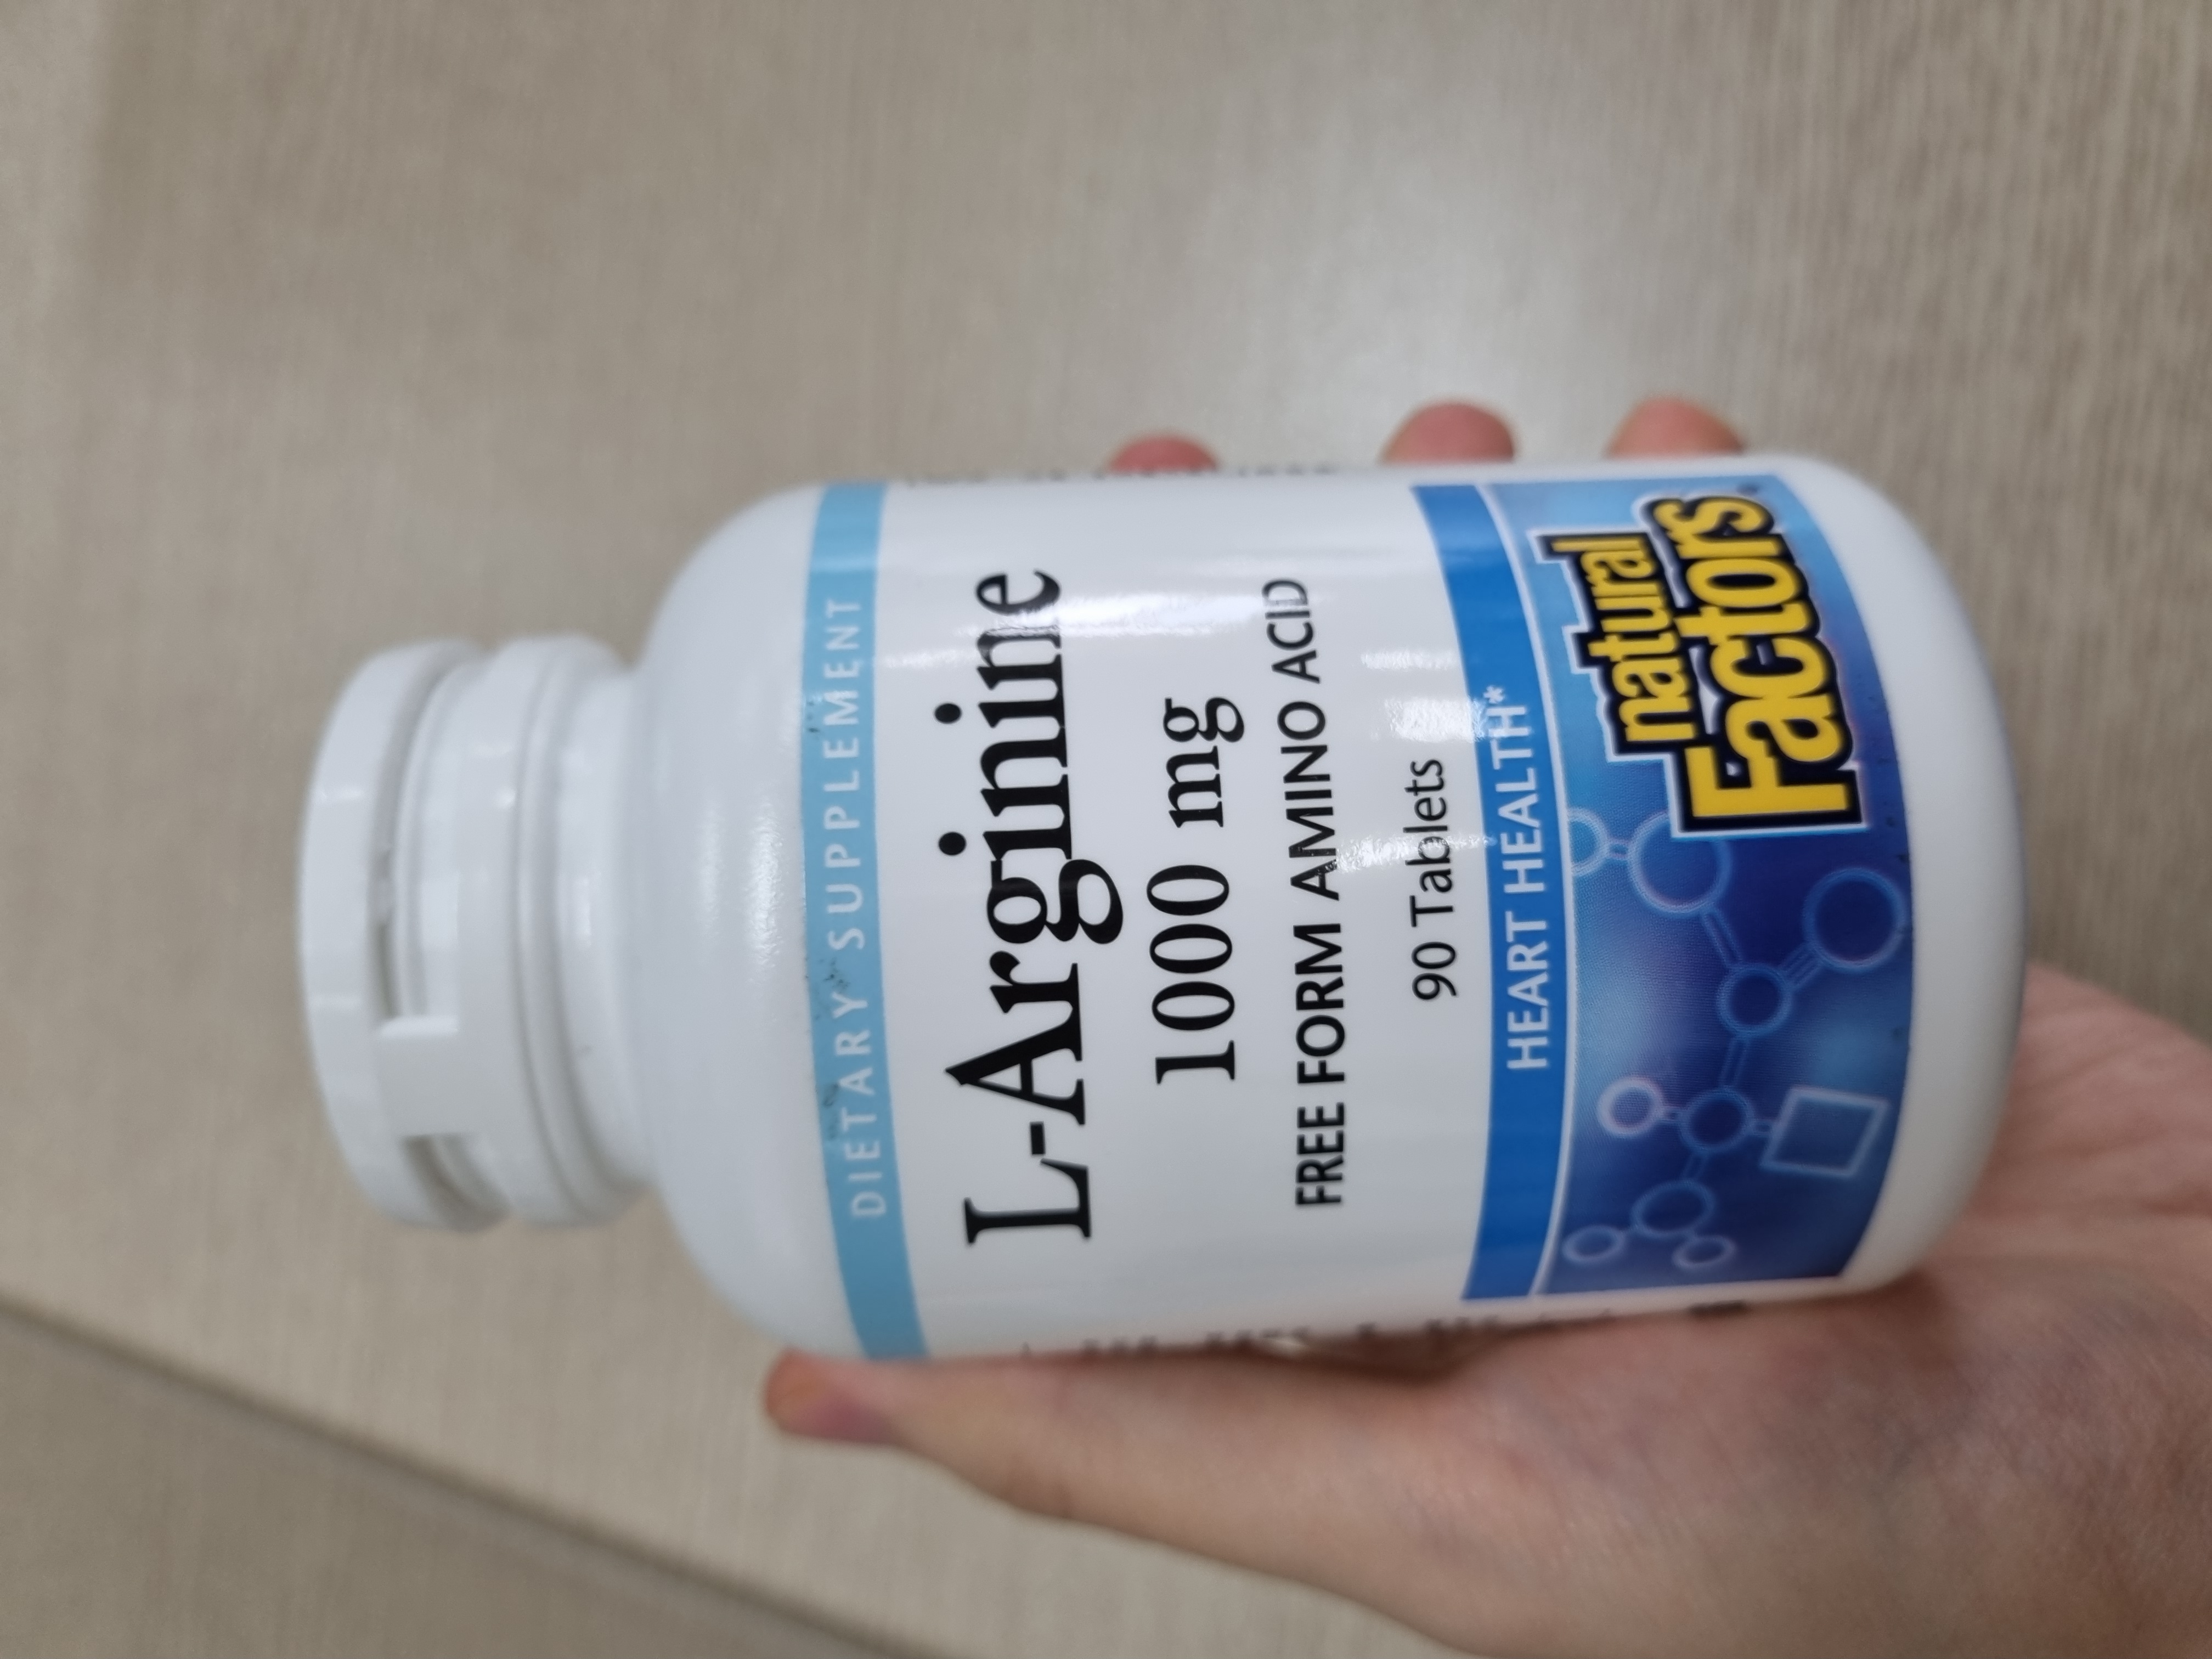 DIETARY SUPPLEMENT
L-Arginine
1000 mg
FREE FORM AMINO ACID
90 Tablets
HEART HEALTH*
natural
Factors